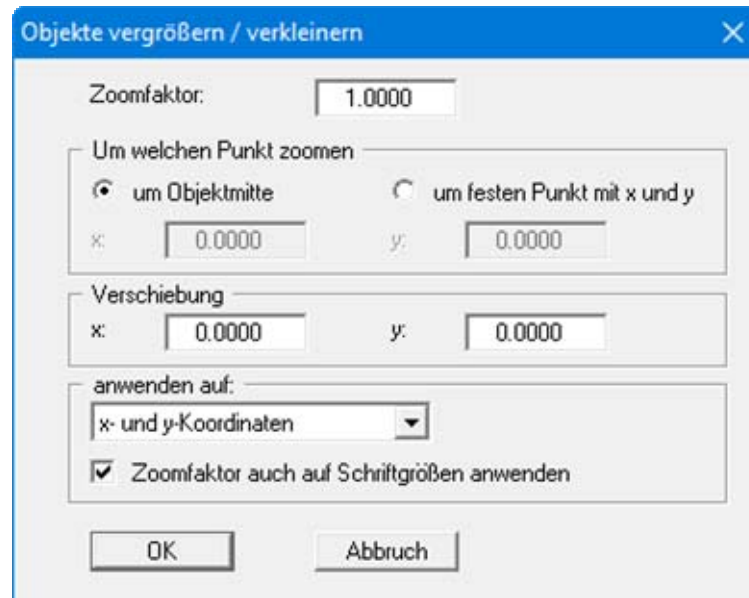 Objekte vergrößern / verkleinern
Zoomfaktor: 1.0000
Um welchen Punkt zoomen
um Objektmitte um festen Punkt mit x und y
x: 0.0000 y: 0.0000
Verschiebung
x: 0.0000 y: 0.0000
anwenden auf:
x- und y-Koordinaten
Zoomfaktor auch auf Schriftgrößen anwenden
OK Abbruch